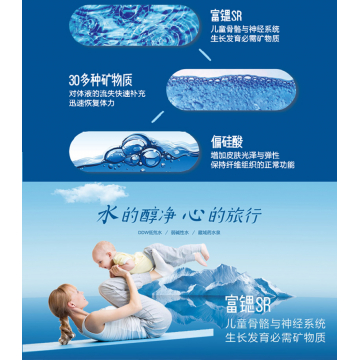 富锶SR
儿童骨骼与神经系统
生长发育必需矿物质
30多种矿物质
对体液的流失快速补充
迅速恢复体力
偏硅酸
增加皮肤光泽与弹性
保持纤维组织的正常功能
水的醇净 心的旅行
富锶SR
儿童骨骼与神经系统
生长发育必需矿物质